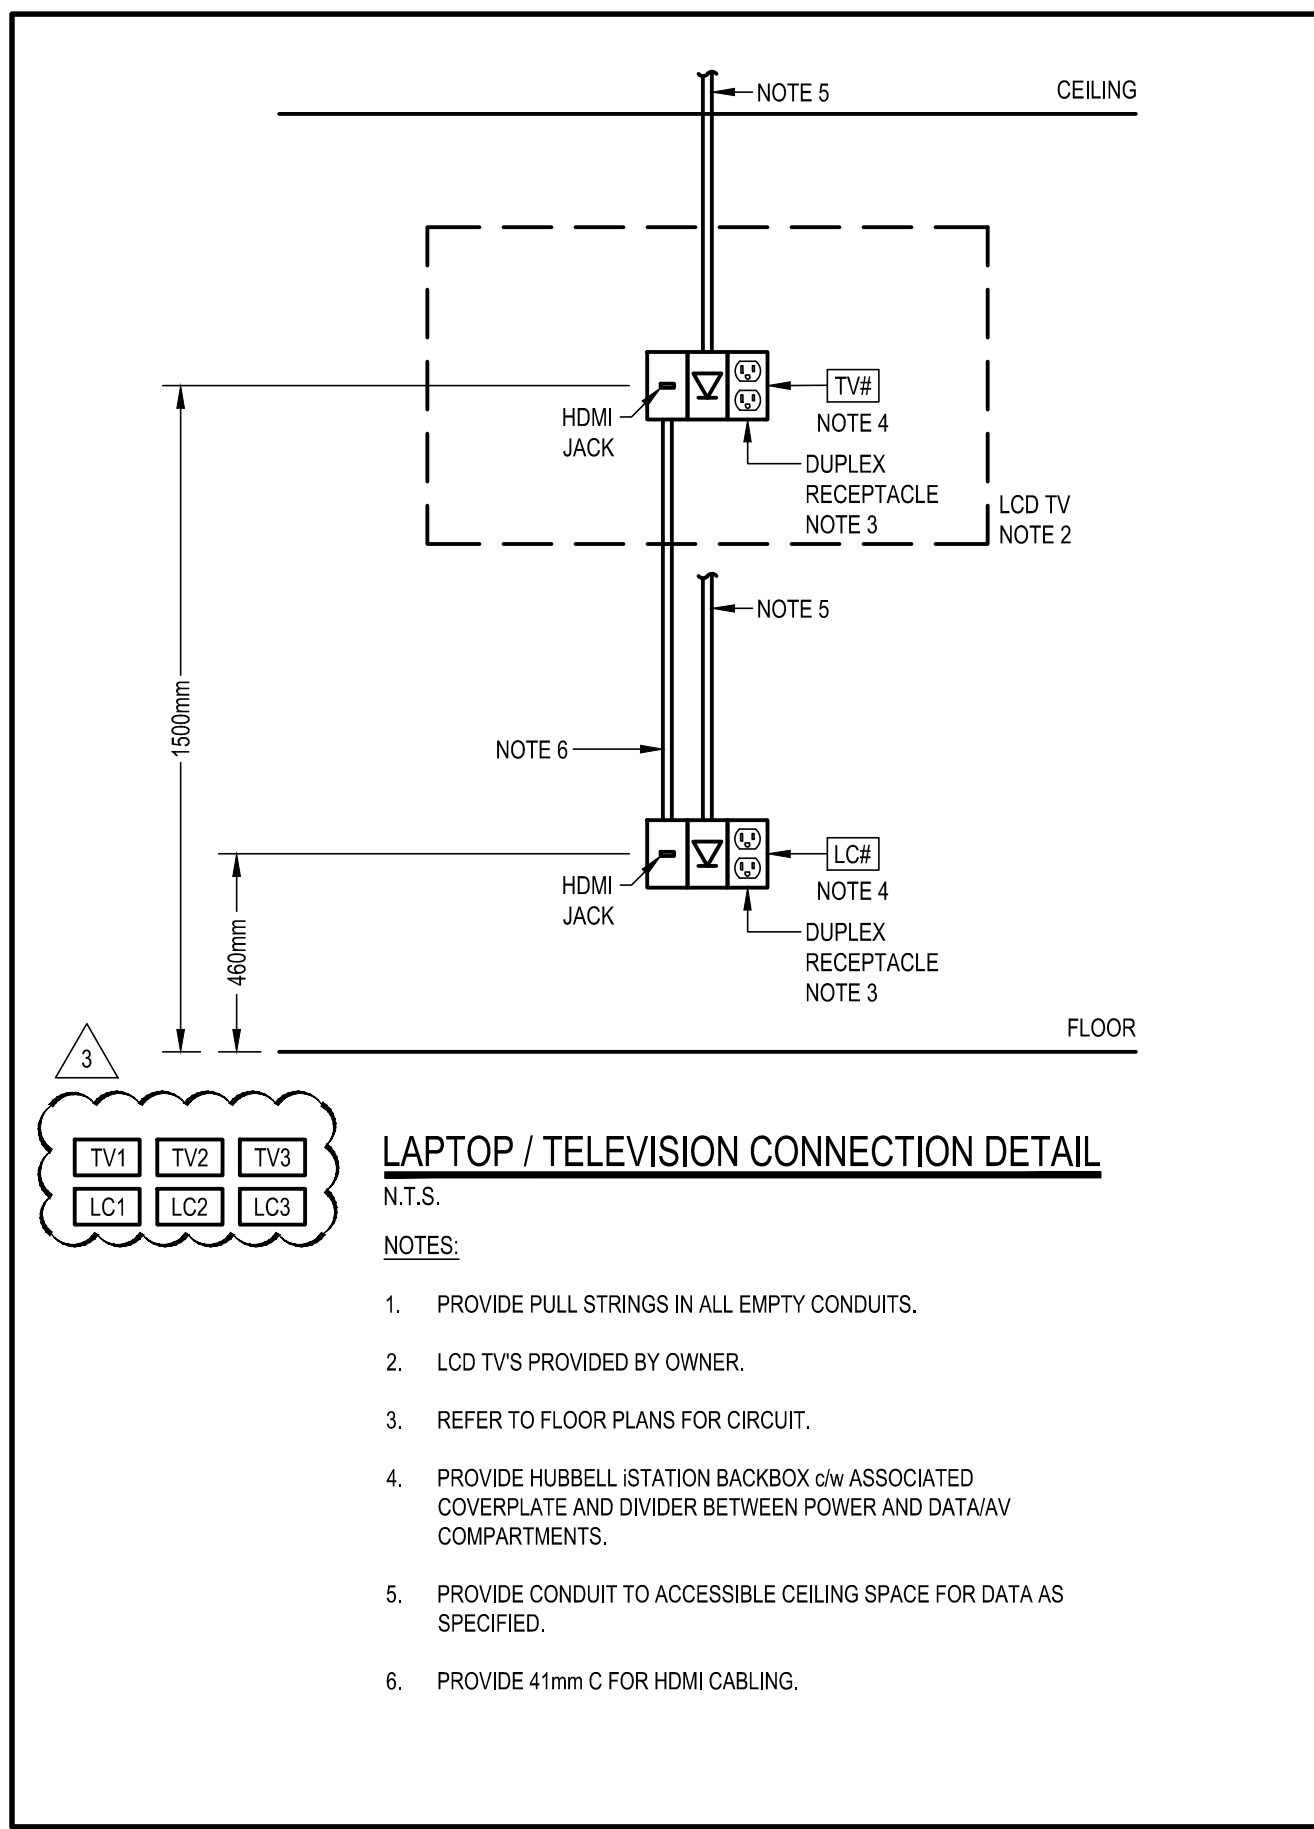 NOTE 5
CEILING
TV#
HDMI
JACK
NOTE 4
DUPLEX
RECEPTACLE
NOTE 3
LCD TV
NOTE 2
NOTE 5
1500mm
NOTE 6
LC#
HDMI
JACK
NOTE 4
460mm
DUPLEX
RECEPTACLE
NOTE 3
FLOOR
3
TV1 TV2 TV3
LC1 LC2 LC3
LAPTOP / TELEVISION CONNECTION DETAIL
N.T.S.
NOTES:
1. PROVIDE PULL STRINGS IN ALL EMPTY CONDUITS.
2. LCD TV'S PROVIDED BY OWNER.
3. REFER TO FLOOR PLANS FOR CIRCUIT.
4. PROVIDE HUBBELL iSTATION BACKBOX c/w ASSOCIATED
COVERPLATE AND DIVIDER BETWEEN POWER AND DATA/AV
COMPARTMENTS.
5. PROVIDE CONDUIT TO ACCESSIBLE CEILING SPACE FOR DATA AS
SPECIFIED.
6. PROVIDE 41mm C FOR HDMI CABLING.